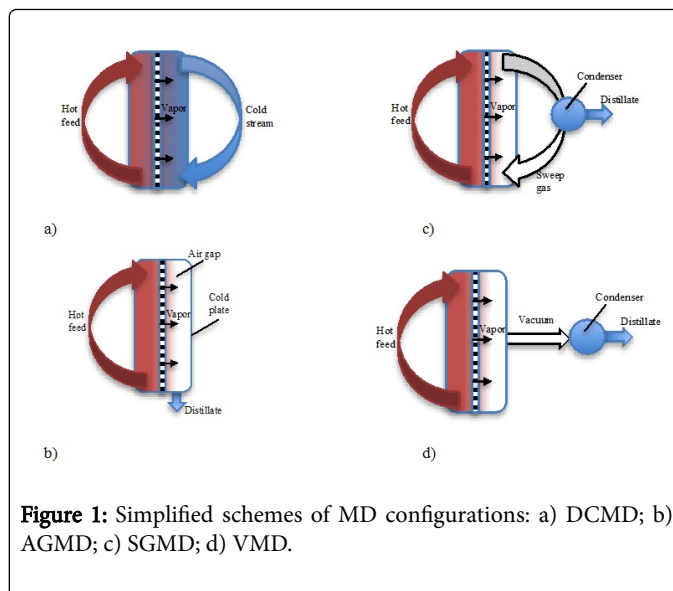 Hot
feed
Vapor
Cold
stream
a)
Hot
feed
Vapor
Condenser
Distillate
Sweep
gas
c)
Air gap
Cold
plate
Hot
feed
Vapor
Distillate
b)
Hot
feed
Vapor
Vacuum
Condenser
Distillate
d)
Figure 1: Simplified schemes of MD configurations: a) DCMD; b)
AGMD; c) SGMD; d) VMD.